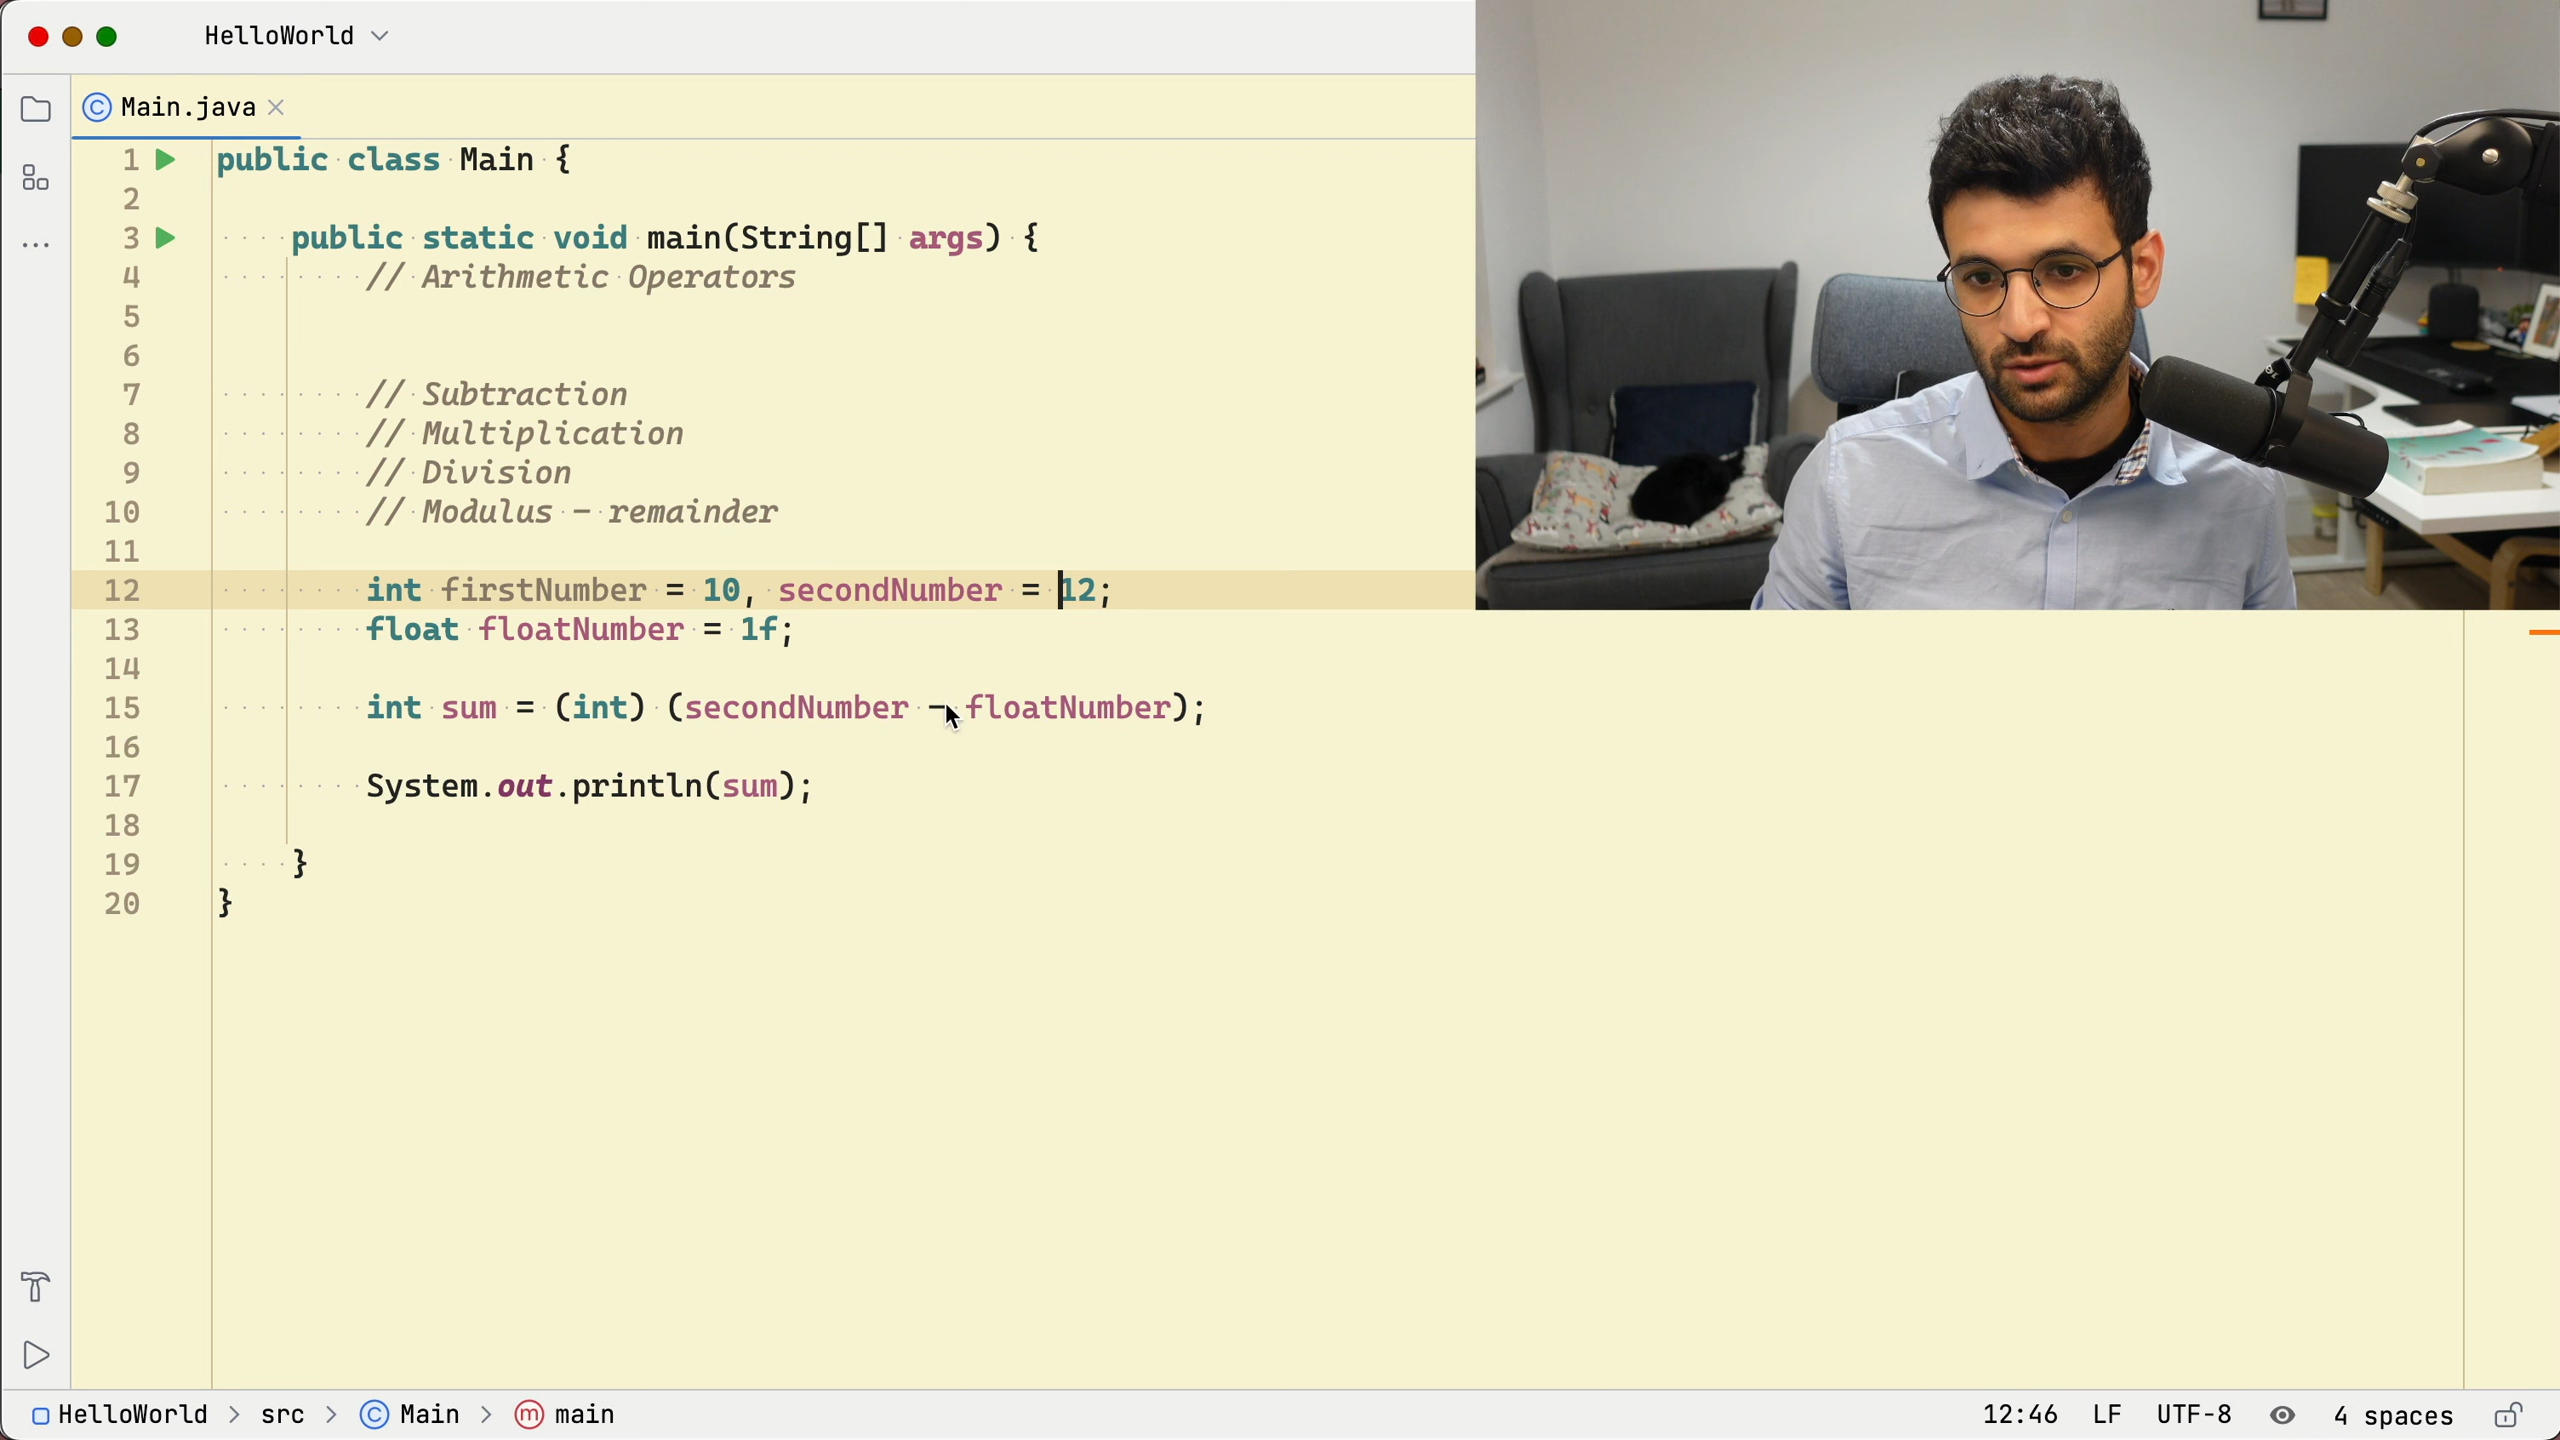 HelloWorld
Main.java
1 public class Main {
2
3 public static void main(String[] args) {
4 // Arithmetic Operators
5
6
7 // Subtraction
8 // Multiplication
9 // Division
10 // Modulus - remainder
11
12 int firstNumber = 10, secondNumber = 12;
13 float floatNumber = 1f;
14
15 int sum = (int) (secondNumber - floatNumber);
16
17 System.out.println(sum);
18
19 }
20 }
HelloWorld > src > C Main > m main 12:46 LF UTF-8 4 spaces